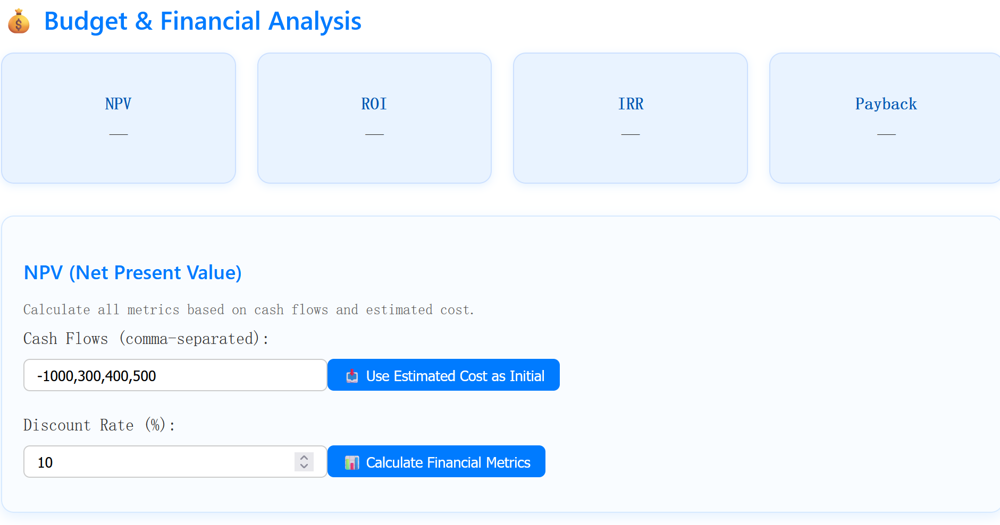 Budget & Financial Analysis
NPV
—
ROI
—
IRR
—
Payback
—
NPV (Net Present Value)
Calculate all metrics based on cash flows and estimated cost.
Cash Flows (comma-separated):
-1000,300,400,500
Use Estimated Cost as Initial
Discount Rate (%):
10
Calculate Financial Metrics